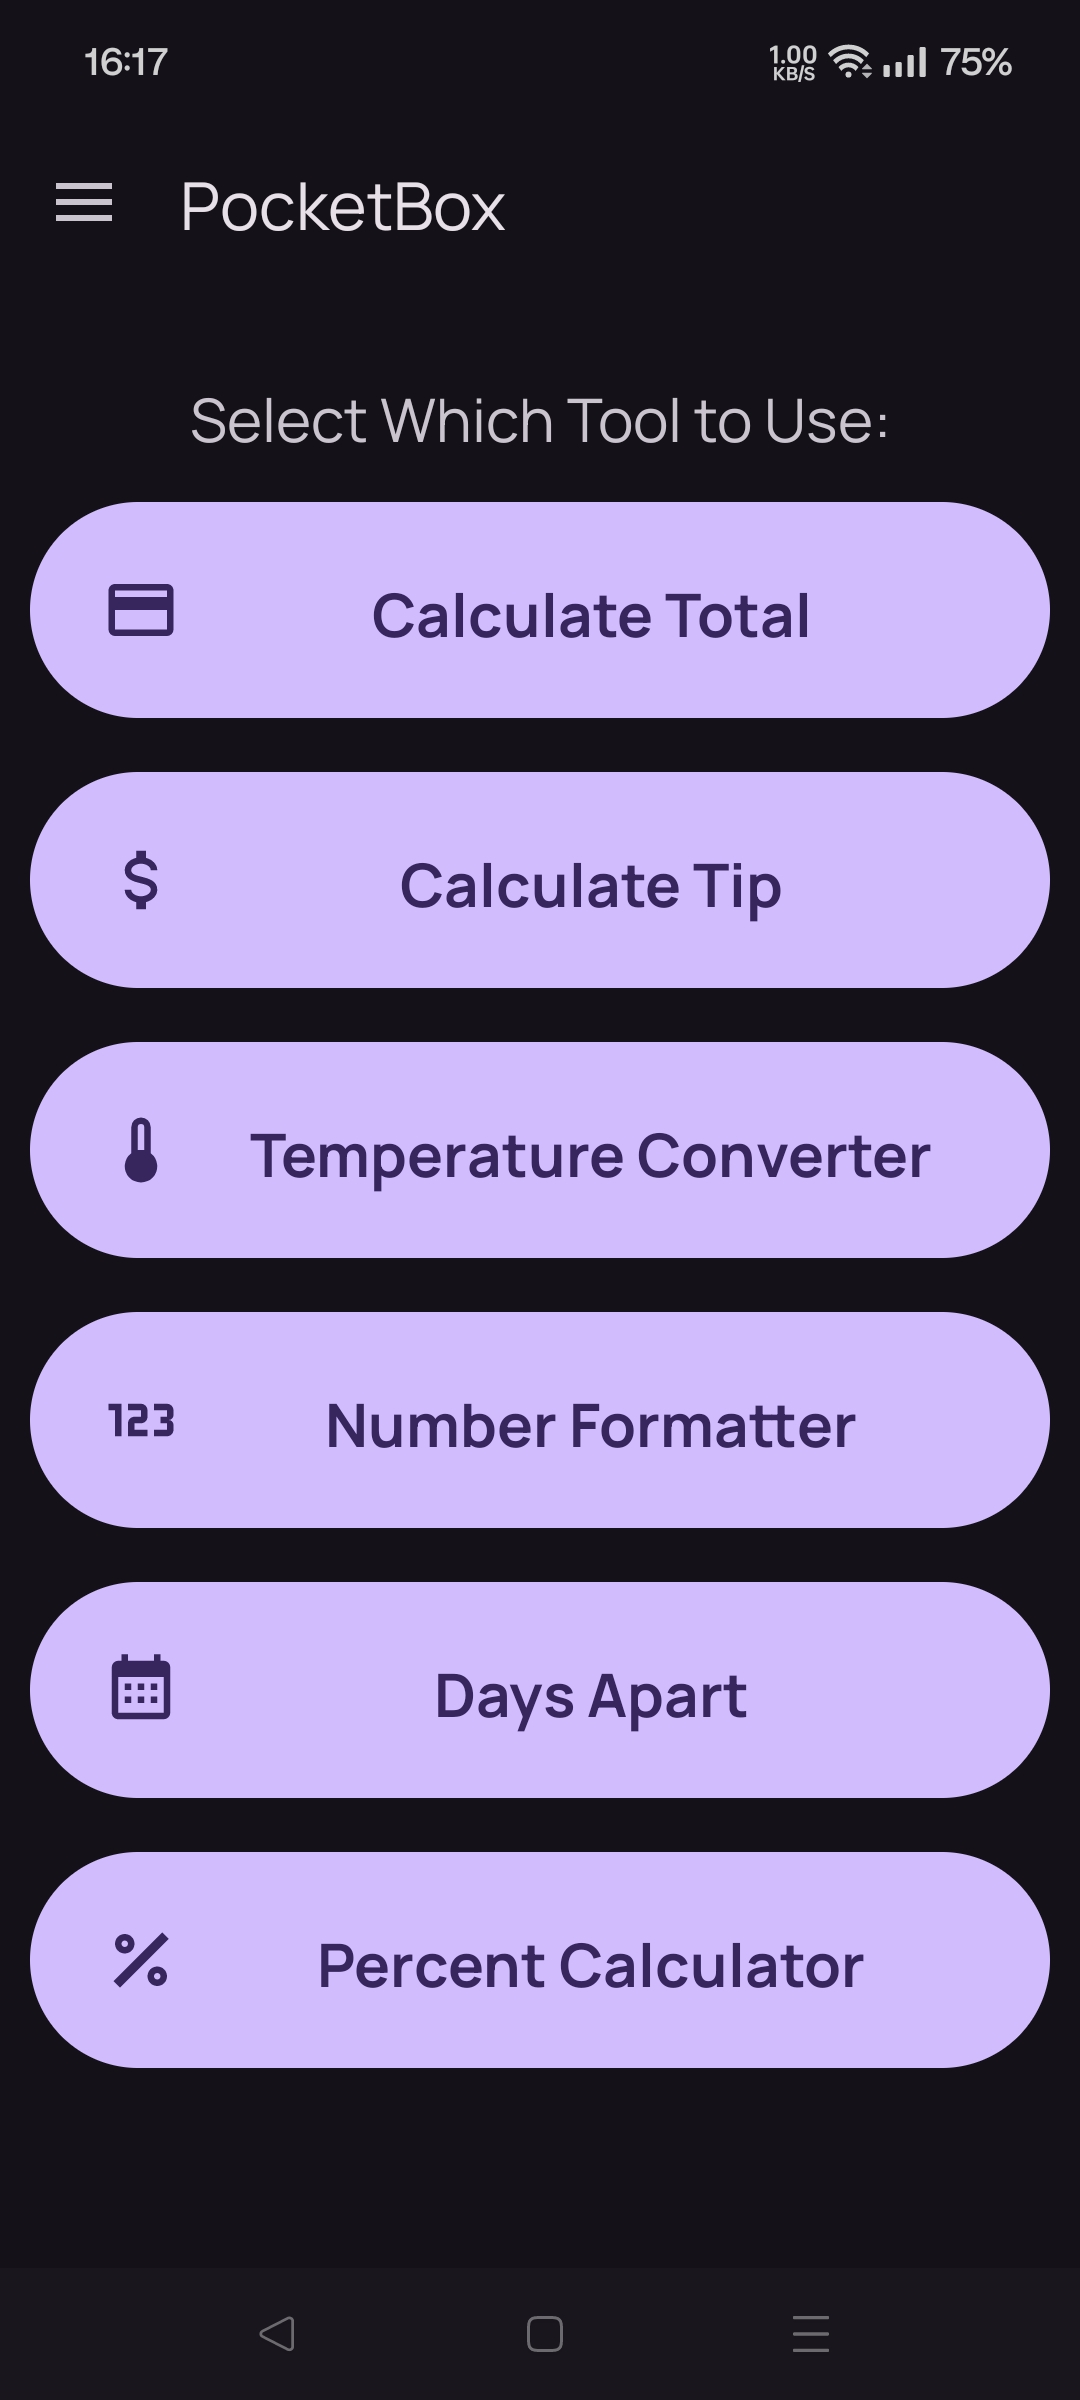 16:17
1.00 KB/S 75%
PocketBox
Select Which Tool to Use:
Calculate Total
$ Calculate Tip
Temperature Converter
123 Number Formatter
Days Apart
% Percent Calculator